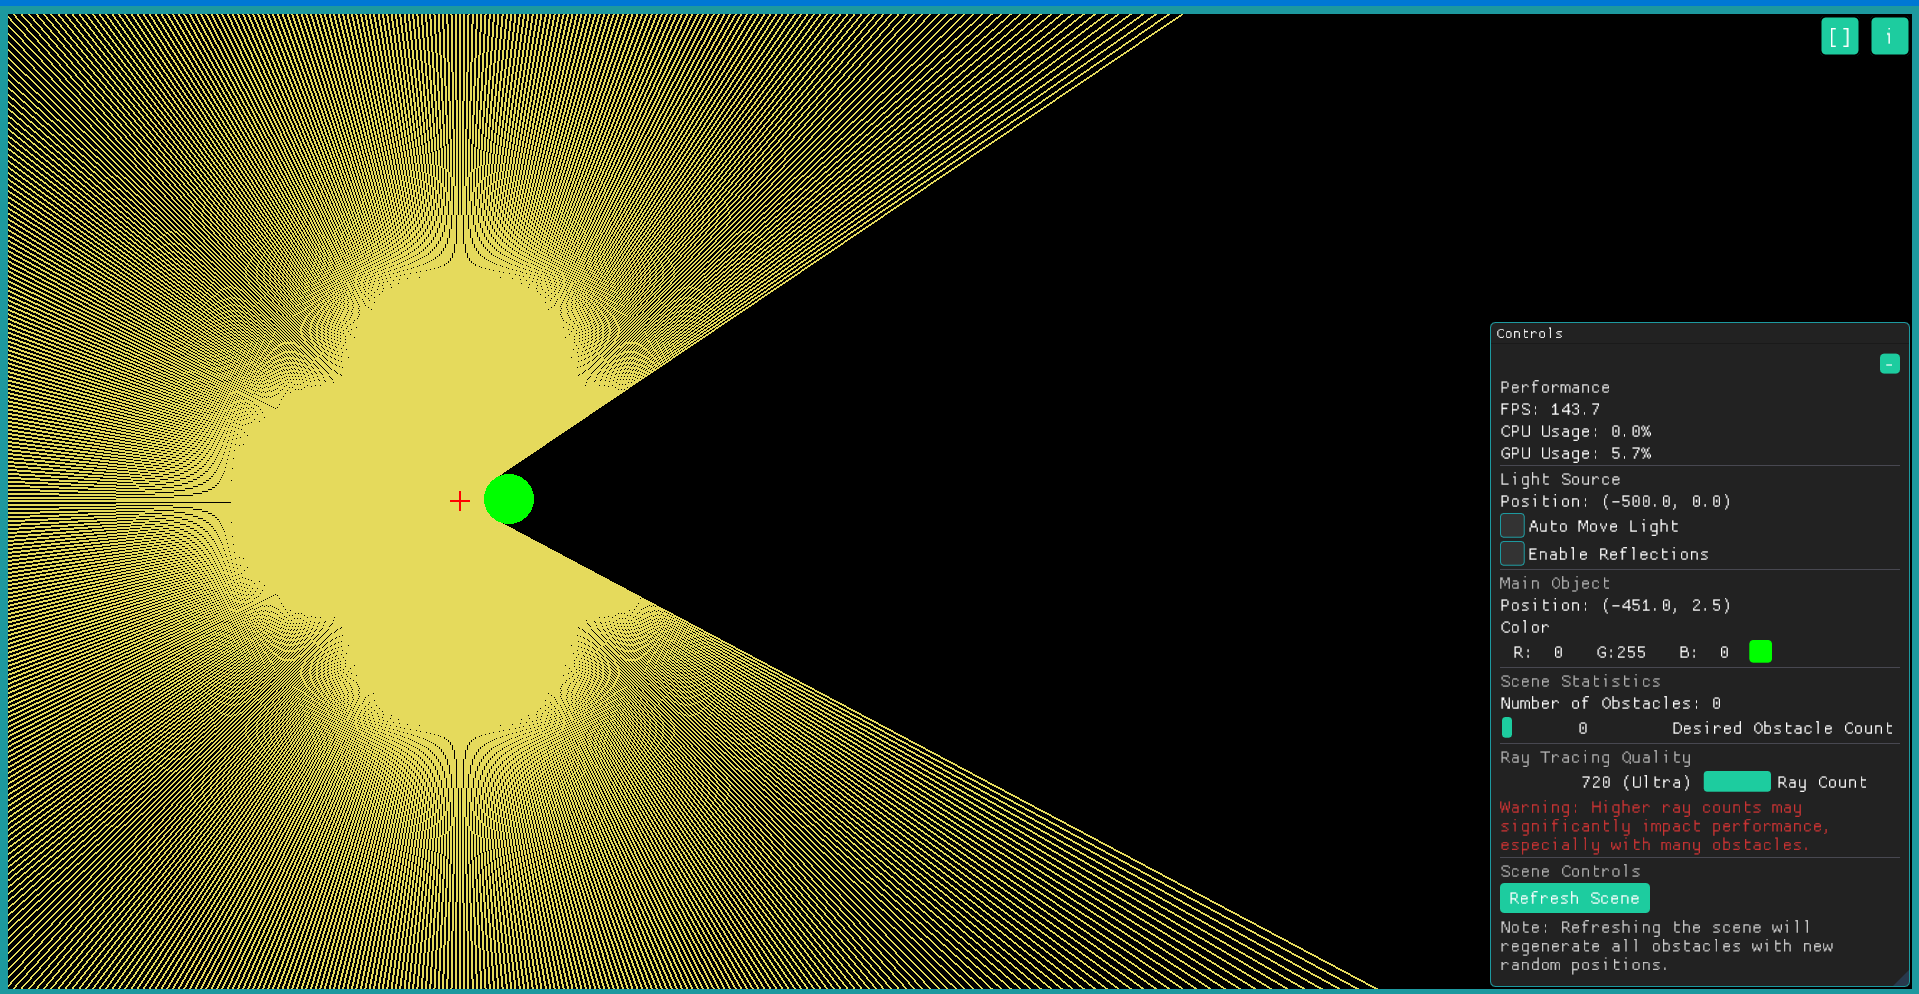 [] i
Controls
-
Performance
FPS: 143.7
CPU Usage: 0.0%
GPU Usage: 5.7%
Light Source
Position: (-500.0, 0.0)
Auto Move Light
Enable Reflections
Main Object
Position: (-451.0, 2.5)
Color
R: 0 G:255 B: 0
Scene Statistics
Number of Obstacles: 0
0 Desired Obstacle Count
Ray Tracing Quality
720 (Ultra) Ray Count
Warning: Higher ray counts may
significantly impact performance,
especially with many obstacles.
Scene Controls
Refresh Scene
Note: Refreshing the scene will
regenerate all obstacles with new
random positions.